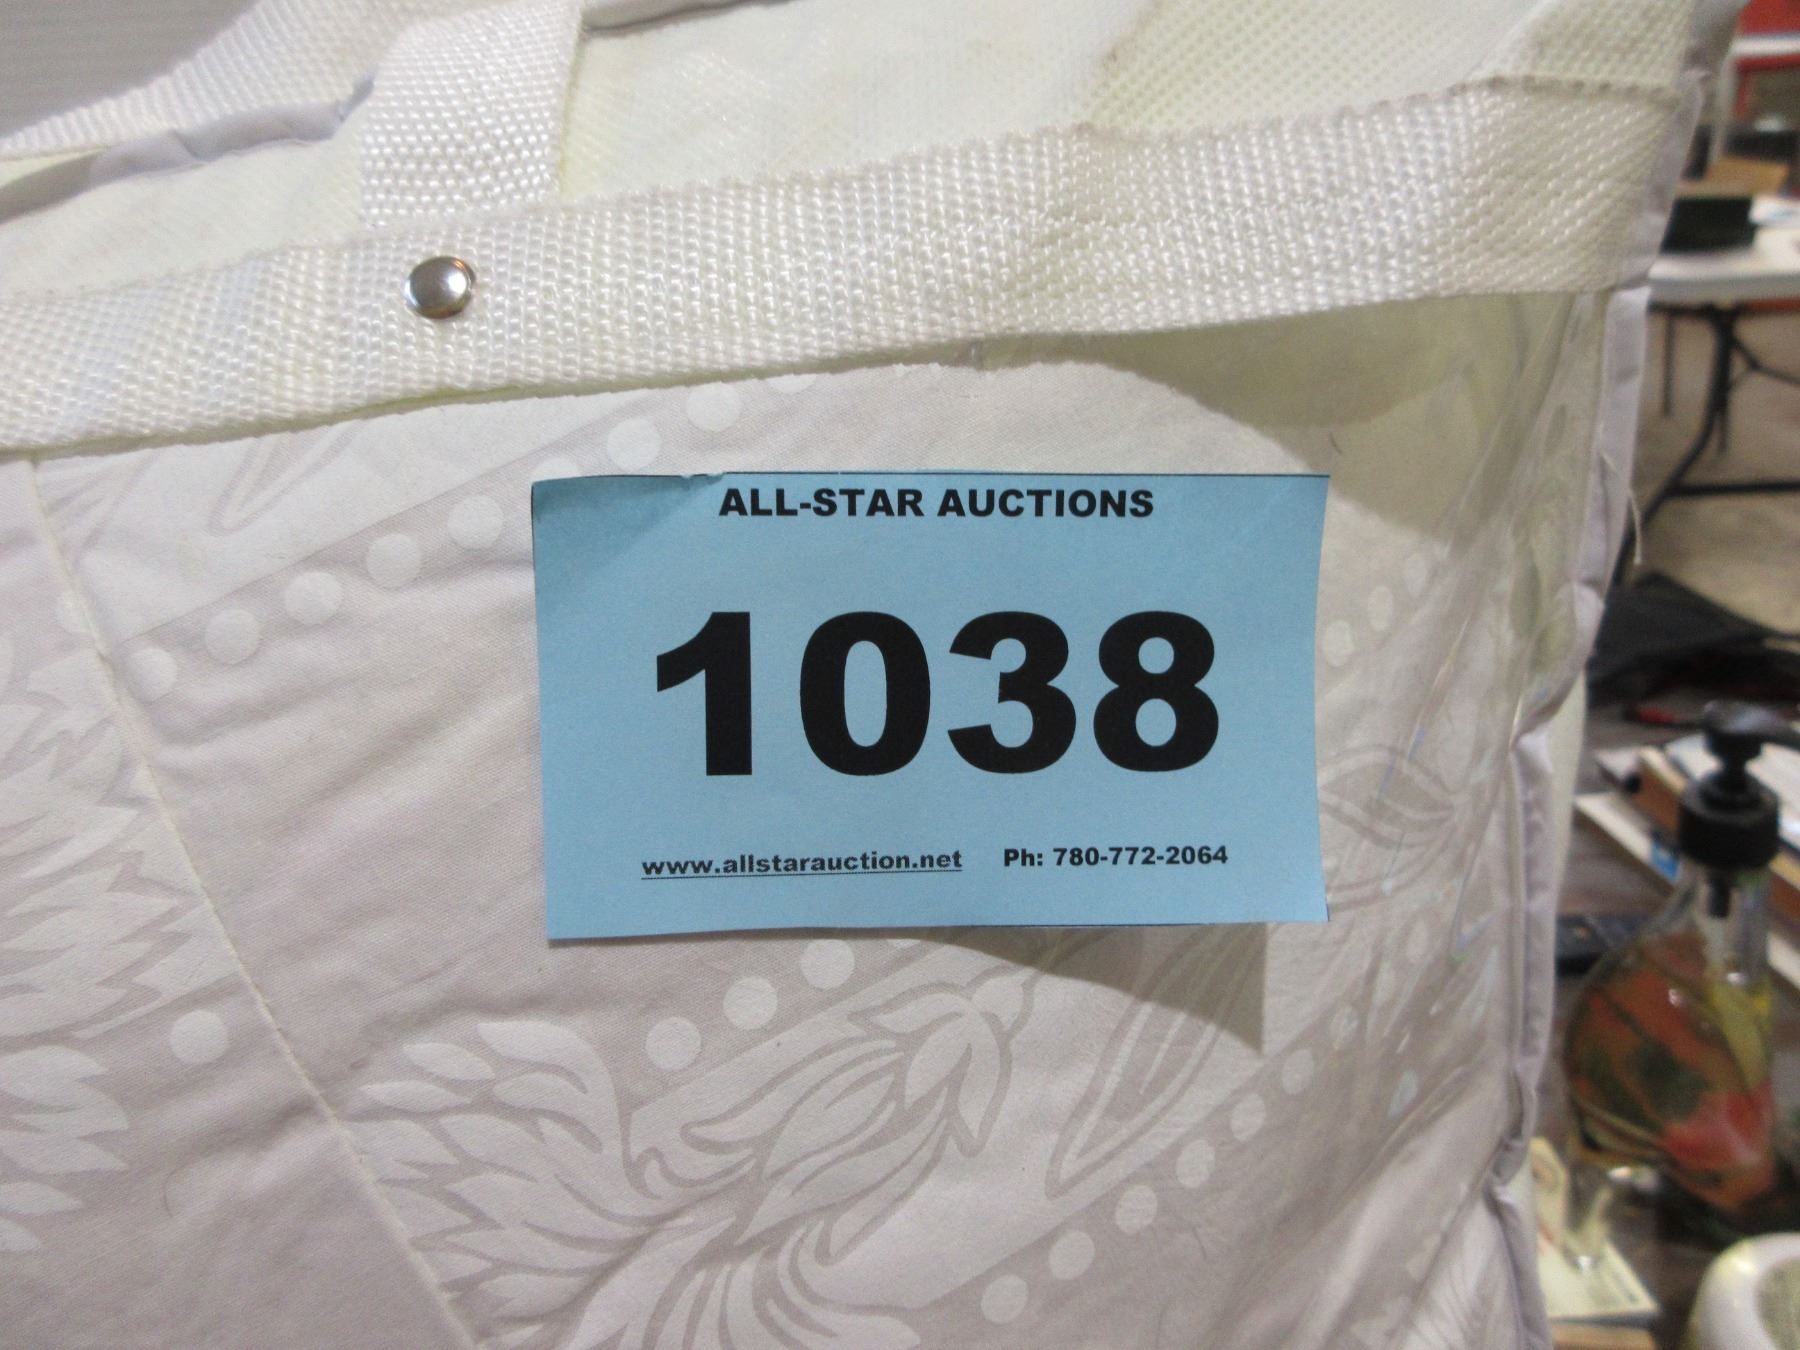 ALL-STAR AUCTIONS
1038
www.allstarauction.net Ph: 780-772-2064